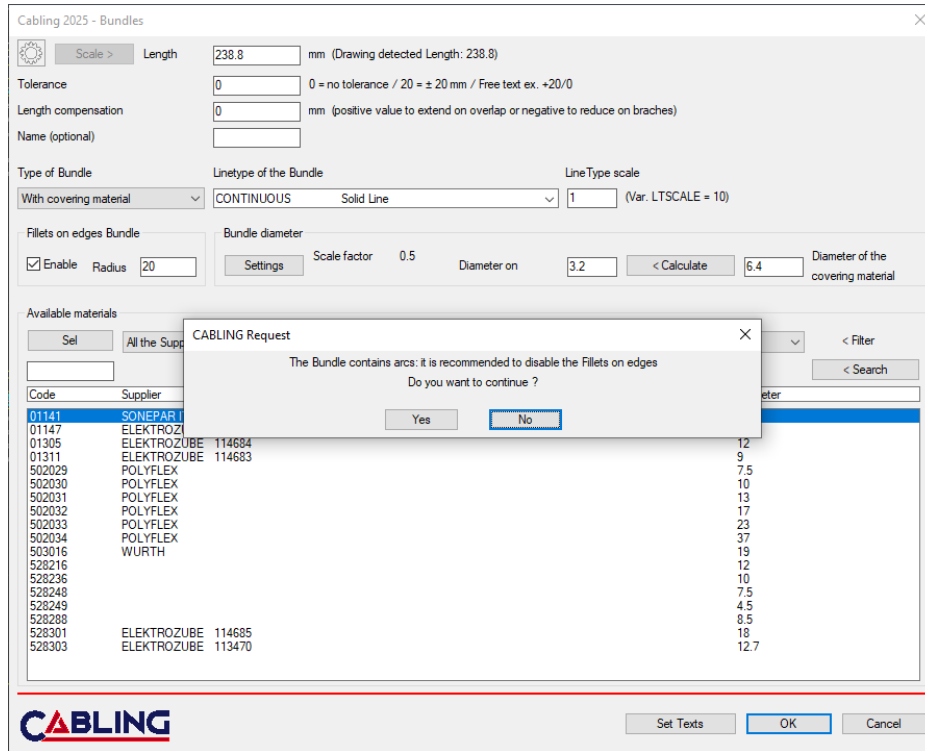 Cabling 2025 - Bundles
Scale > Length 238.8 mm (Drawing detected Length: 238.8)
Tolerance 0 0 = no tolerance / 20 = ± 20 mm / Free text ex. +20/0
Length compensation 0 mm (positive value to extend on overlap or negative to reduce on braches)
Name (optional)
Type of Bundle Linetype of the Bundle Line Type scale
With covering material CONTINUOUS Solid Line 1 (Var. LTSCALE = 10)
Fillets on edges Bundle Bundle diameter
Enable Radius 20 Settings Scale factor 0.5 Diameter on 3.2 < Calculate 6.4 Diameter of the
covering material
Available materials
Sel All the Supp < Filter
CABLING Request
The Bundle contains arcs: it is recommended to disable the Fillets on edges
Do you want to continue ?
Yes No
< Search
Code Supplier
01141 SONEPAR
01147
01305 ELEKTROZUBE 114684 12
01311 ELEKTROZUBE 114683 9
502029 POLYFLEX 7.5
502030 POLYFLEX 10
502031 POLYFLEX 13
502032 POLYFLEX 17
502033 POLYFLEX 23
502034 POLYFLEX 37
503016 WURTH 19
528216 12
528236 10
528248 7.5
528249 4.5
528288 8.5
528301 ELEKTROZUBE 114685 18
528303 ELEKTROZUBE 113470 12.7
CABLING Set Texts OK Cancel